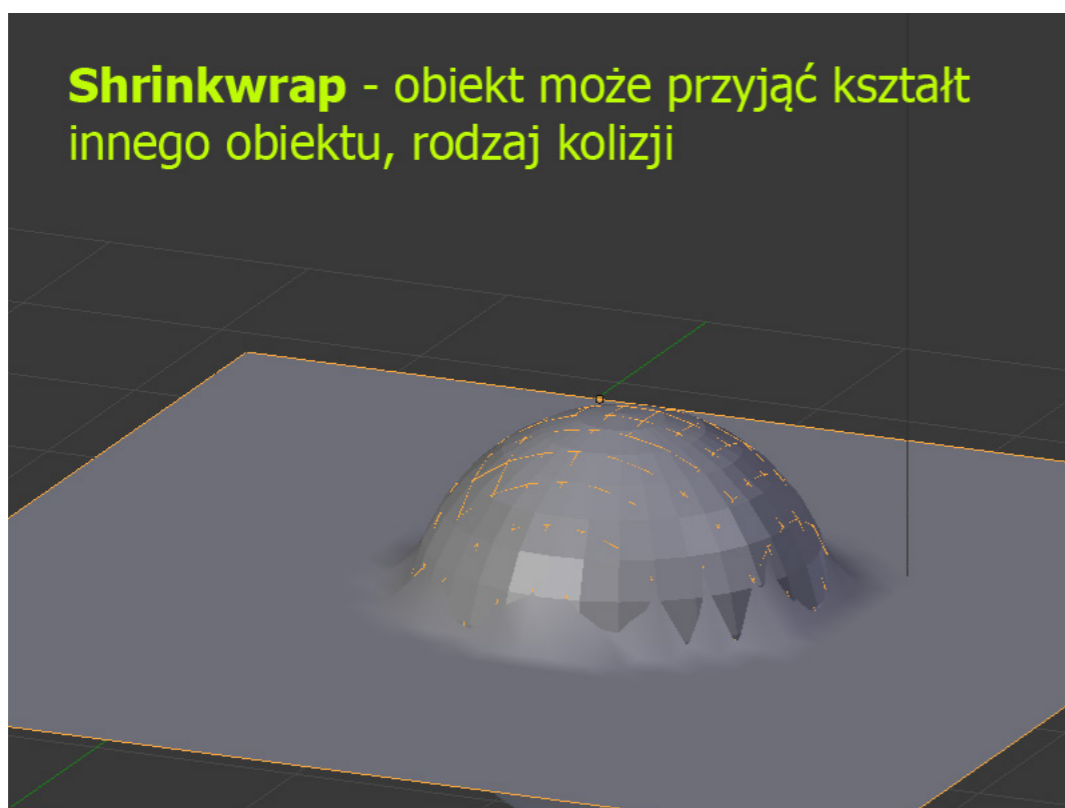 Shrinkwrap - obiekt może przyjąć kształt
innego obiektu, rodzaj kolizji